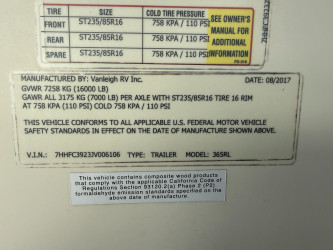 TIRE SIZE COLD TIRE PRESSURE
FRONT ST235/85R16 758 KPA / 110 PSI
REAR ST235/85R16 758 KPA / 110 PSI
SPARE ST235/85R16 758 KPA / 110 PSI
SEE OWNER'S
MANUAL FOR
ADDITIONAL
INFORMATION
MANUFACTURED BY: Vanleigh RV Inc. DATE: 08/2017
GVWR 7258 KG (16000 LB)
GAWR ALL 3175 KG (7000 LB) PER AXLE WITH ST235/85R16 TIRE 16 RIM
AT 758 KPA (110 PSI) COLD 758 KPA / 110 PSI
THIS VEHICLE CONFORMS TO ALL APPLICABLE U.S. FEDERAL MOTOR VEHICLE
SAFETY STANDARDS IN EFFECT ON THE DATE OF MANUFACTURE SHOWN ABOVE.
V.I.N.: 7HHFC3923JV006106 TYPE: TRAILER MODEL: 365RL
This vehicle contains composite wood products
that comply with the applicable California Code of
Regulations Section 93120.2(a) Phase 2 (P2)
formaldehyde emission standards specified on the
above date of manufacture.